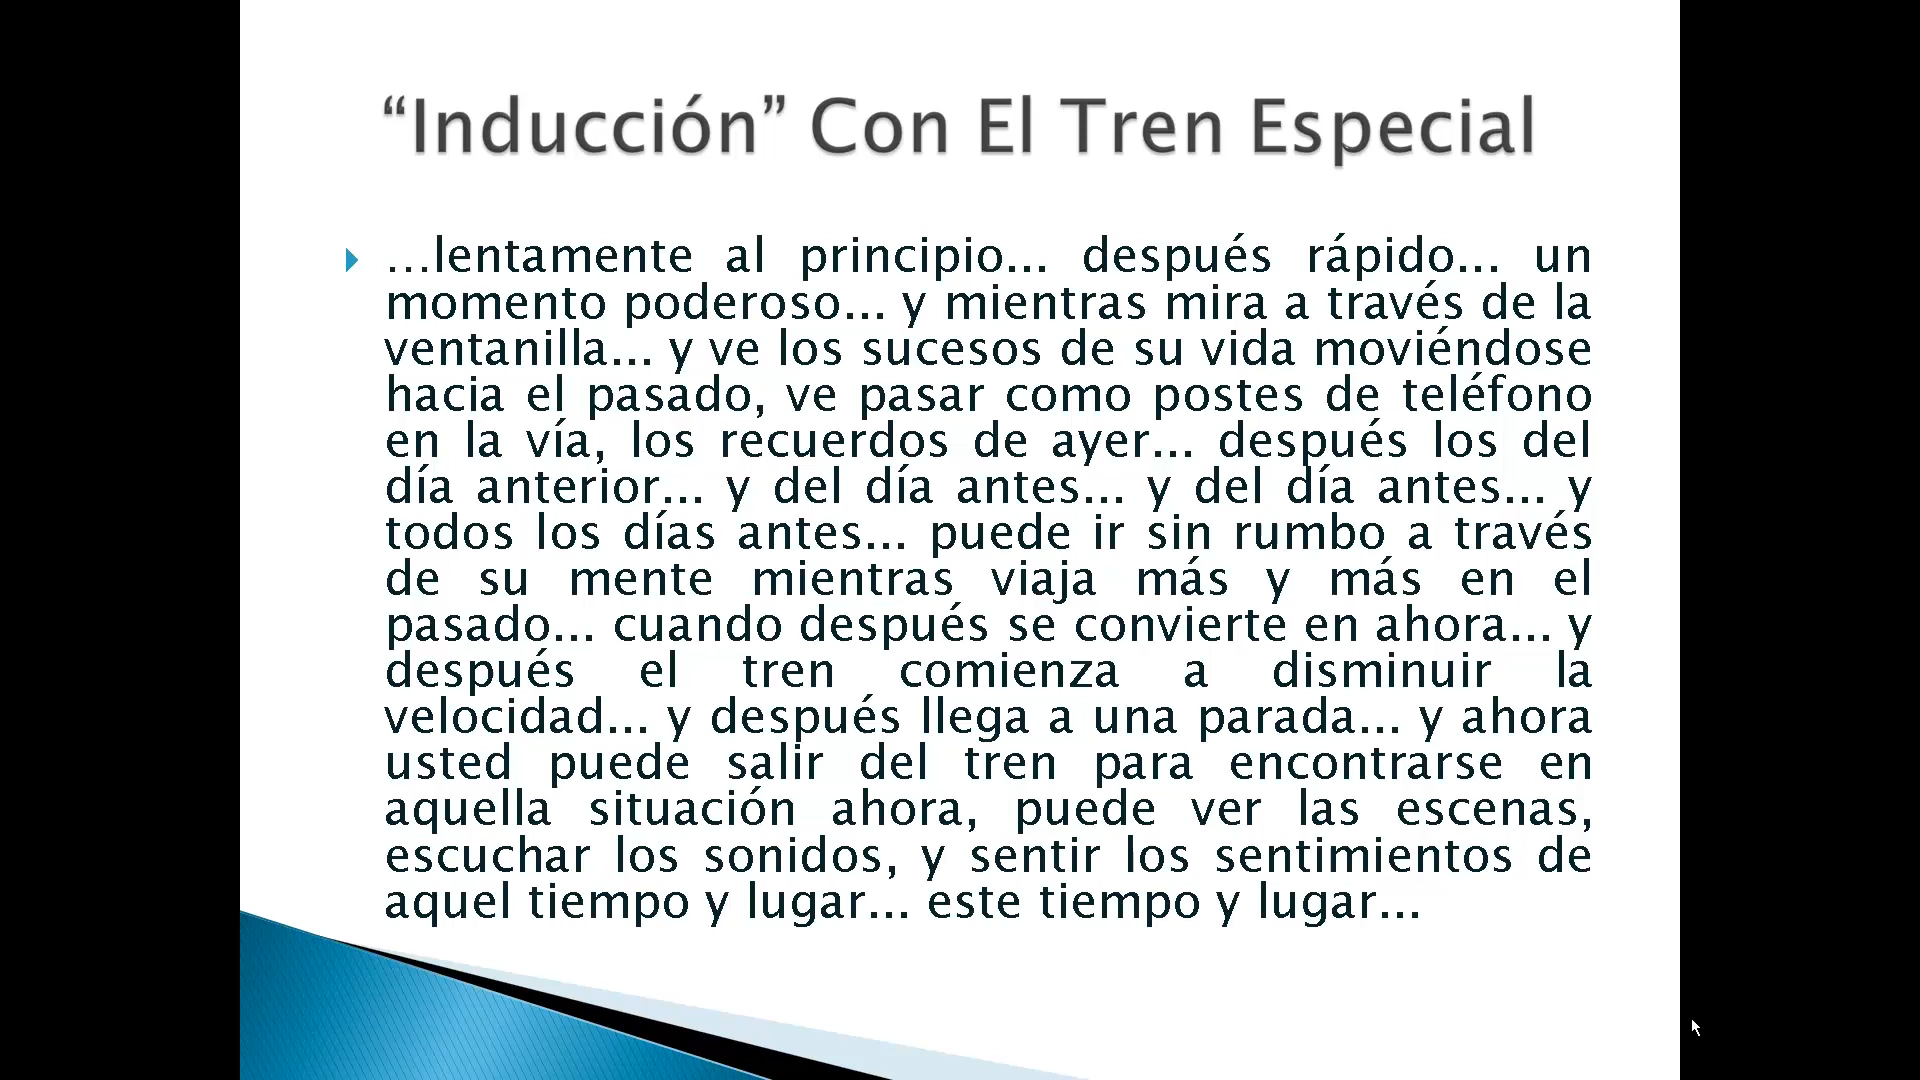 “Inducción” Con El Tren Especial
…lentamente al principio... después rápido... un
momento poderoso... y mientras mira a través de la
ventanilla... y ve los sucesos de su vida moviéndose
hacia el pasado, ve pasar como postes de teléfono
en la vía, los recuerdos de ayer... después los del
día anterior... y del día antes... y del día antes... y
todos los días antes... puede ir sin rumbo a través
de su mente mientras viaja más y más en el
pasado... cuando después se convierte en ahora... y
después el tren comienza a disminuir la
velocidad... y después llega a una parada... y ahora
usted puede salir del tren para encontrarse en
aquella situación ahora, puede ver las escenas,
escuchar los sonidos, y sentir los sentimientos de
aquel tiempo y lugar... este tiempo y lugar...